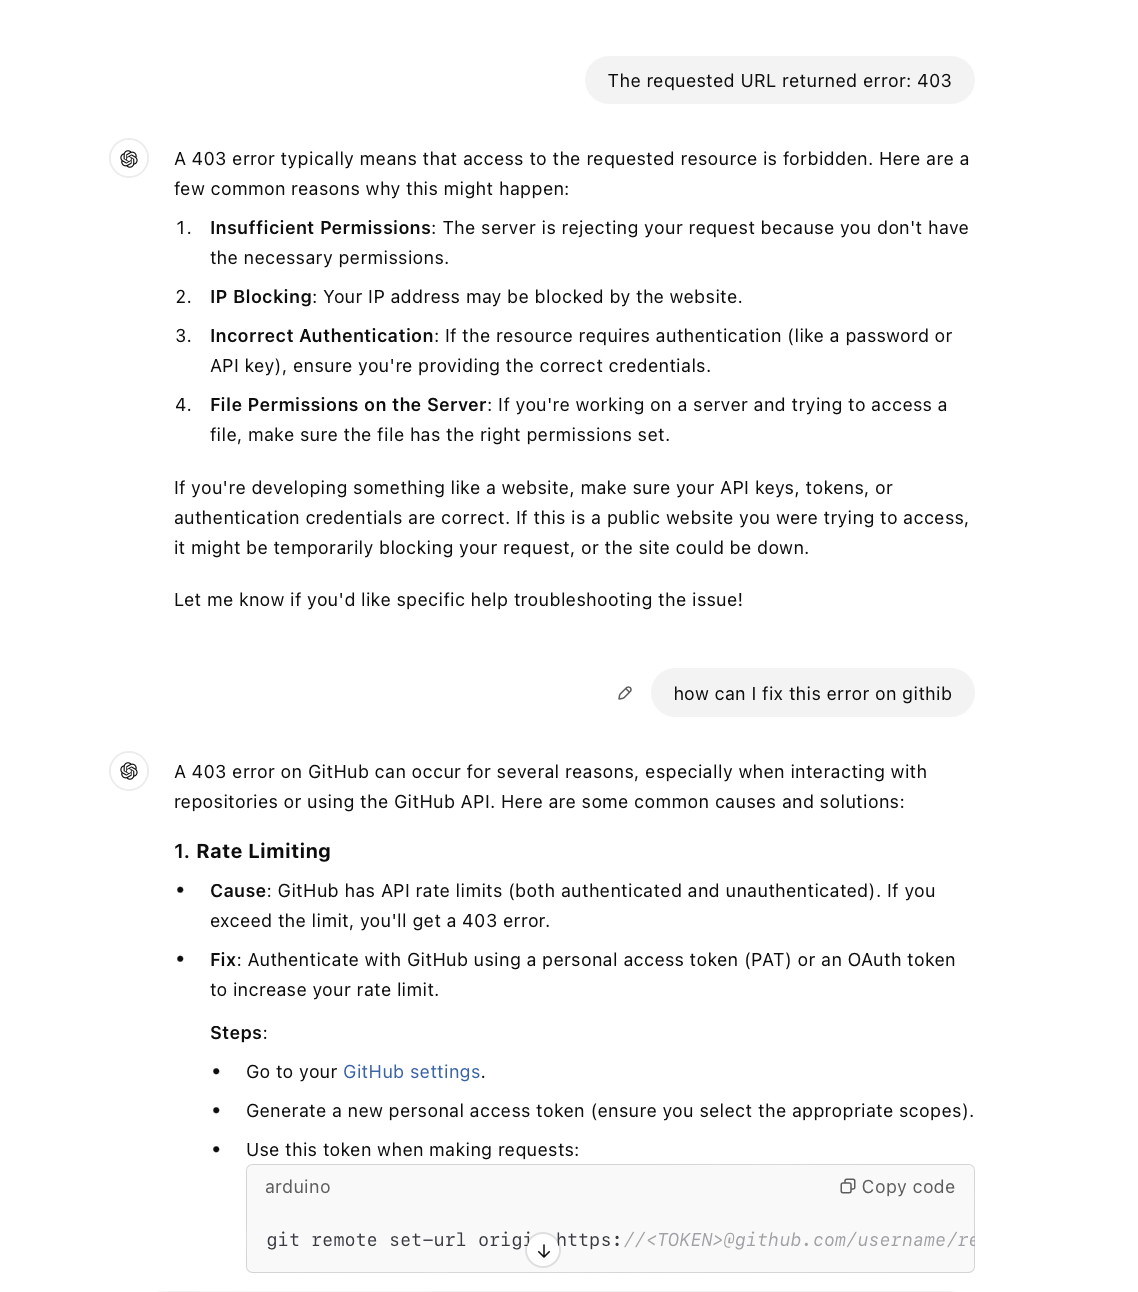 The requested URL returned error: 403
A 403 error typically means that access to the requested resource is forbidden. Here are a
few common reasons why this might happen:
1. Insufficient Permissions: The server is rejecting your request because you don't have
the necessary permissions.
2. IP Blocking: Your IP address may be blocked by the website.
3. Incorrect Authentication: If the resource requires authentication (like a password or
API key), ensure you're providing the correct credentials.
4. File Permissions on the Server: If you're working on a server and trying to access a
file, make sure the file has the right permissions set.
If you're developing something like a website, make sure your API keys, tokens, or
authentication credentials are correct. If this is a public website you were trying to access,
it might be temporarily blocking your request, or the site could be down.
Let me know if you'd like specific help troubleshooting the issue!
how can I fix this error on githib
A 403 error on GitHub can occur for several reasons, especially when interacting with
repositories or using the GitHub API. Here are some common causes and solutions:
1. Rate Limiting
• Cause: GitHub has API rate limits (both authenticated and unauthenticated). If you
exceed the limit, you'll get a 403 error.
• Fix: Authenticate with GitHub using a personal access token (PAT) or an OAuth token
to increase your rate limit.
Steps:
• Go to your GitHub settings.
• Generate a new personal access token (ensure you select the appropriate scopes).
• Use this token when making requests:
arduino Copy code
git remote set-url origi https://<TOKEN>@github.com/username/re